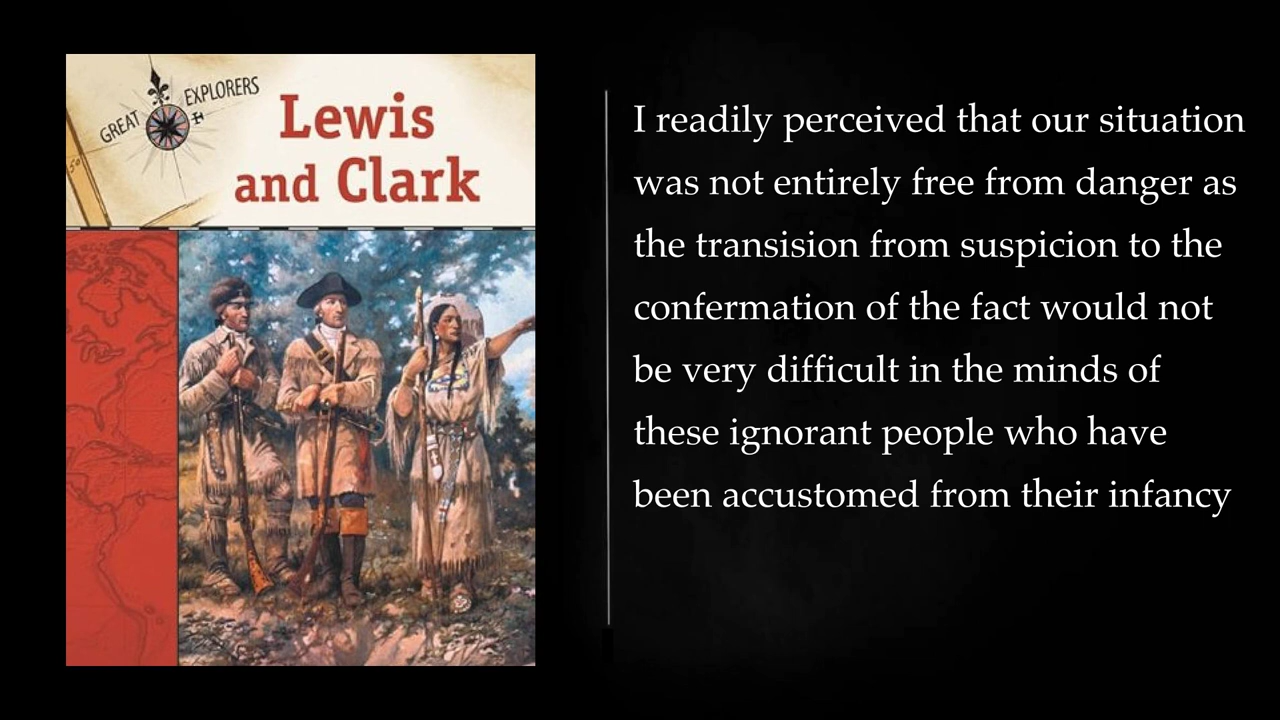 GREAT EXPLORERS
Lewis
and Clark
50
I readily perceived that our situation
was not entirely free from danger as
the transision from suspicion to the
confermation of the fact would not
be very difficult in the minds of
these ignorant people who have
been accustomed from their infancy